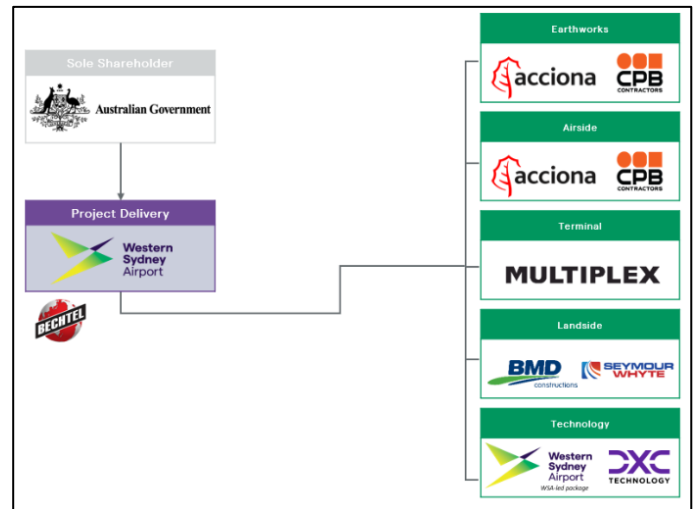 Sole Shareholder
Australian Government
Project Delivery
Western
Sydney
Airport
BECHTEL
Earthworks
acciona
CPB
CONTRACTORS
Airside
acciona
CPB
CONTRACTORS
Terminal
MULTIPLEX
Landside
BMD
constructions
SEYMOUR
WHYTE
Technology
Western
Sydney
Airport
WSA-led package
DXC
TECHNOLOGY